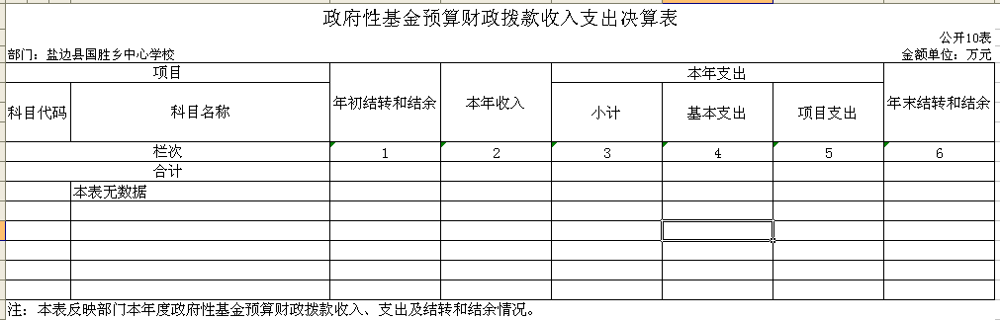 政府性基金预算财政拨款收入支出决算表
公开10表
部门：盐边县国胜乡中心学校 金额单位：万元
项目 年初结转和结余 本年收入 本年支出 年末结转和结余
科目代码 科目名称 小计 基本支出 项目支出
栏次 1 2 3 4 5 6
合计
本表无数据
注：本表反映部门本年度政府性基金预算财政拨款收入、支出及结转和结余情况。